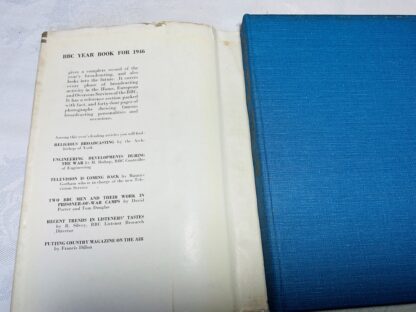 BBC YEAR BOOK FOR 1946
gives a complete record of the
year's broadcasting, and also
looks into the future. It covers
every phase of broadcasting
activity in the Home, European
and Overseas Services of the BBC.
It has a reference section packed
with fact, and forty-four pages of
photographs showing famous
broadcasting personalities and
occasions.
Among this year's leading articles you will find:
RELIGIOUS BROADCASTING by the Arch-
bishop of York
ENGINEERING DEVELOPMENTS DURING
THE WAR by H. Bishop, BBC Controller
of Engineering
TELEVISION IS COMING BACK by Maurice
Gorham who is in charge of the new Tele-
vision Service
TWO BBC MEN AND THEIR WORK IN
PRISONER-OF-WAR CAMPS by David
Porter and Tom Douglas
RECENT TRENDS IN LISTENERS' TASTES
by R. Silvey, BBC Listener Research
Director
PUTTING COUNTRY MAGAZINE ON THE AIR
by Francis Dillon